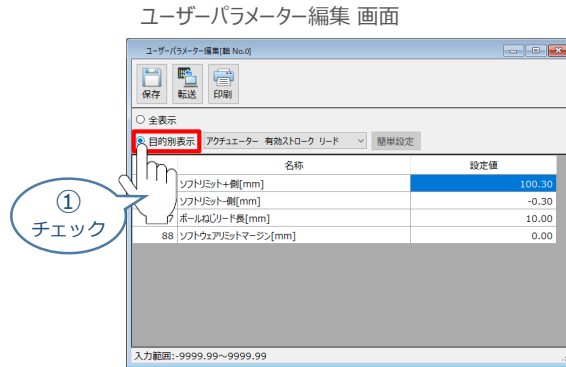 ユーザーパラメーター編集 画面
ユーザーパラメーター編集[軸 No.0]
保存 転送 印刷
全表示
目的別表示 アクチュエーター 有効ストローク リード 簡単設定
名称 設定値
ソフトリミット+側[mm] 100.30
ソフトリミット-側[mm] -0.30
7 ボールねじリード長[mm] 10.00
88 ソフトウェアリミットマージン[mm] 0.00
①
チェック
入力範囲:-9999.99～9999.99